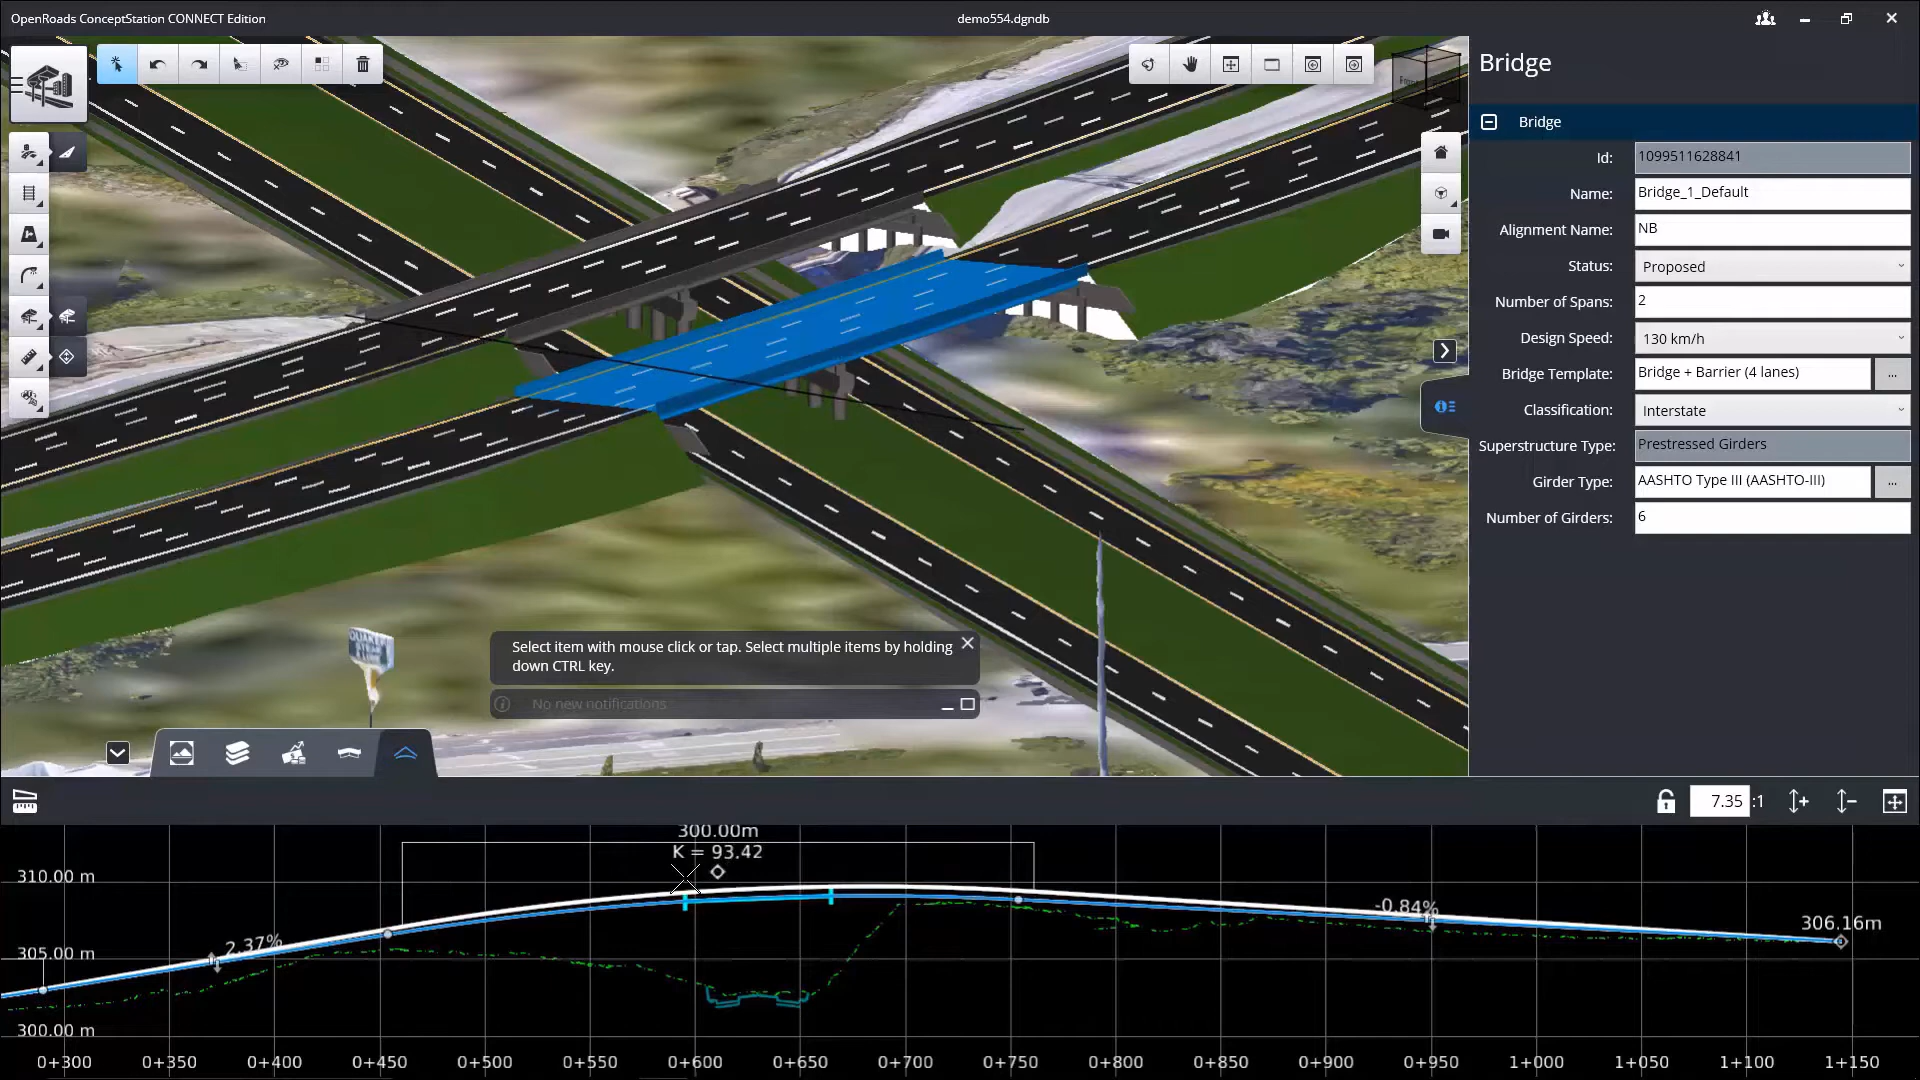 OpenRoads ConceptStation CONNECT Edition
demo554.dgndb
Bridge
Bridge
Id:
1099511628841
Name:
Bridge_1_Default
Alignment Name:
NB
Status:
Proposed
Number of Spans:
2
Design Speed:
130 km/h
Bridge Template:
Bridge + Barrier (4 lanes)
...
Classification:
Interstate
Superstructure Type:
Prestressed Girders
Girder Type:
AASHTO Type III (AASHTO-III)
...
Number of Girders:
6
Select item with mouse click or tap. Select multiple items by holding
down CTRL key.
No new notifications
7.35 :1
300.00m
K = 93.42
310.00 m
305.00 m
300.00 m
2.37%
-0.84%
306.16m
0+300
0+350
0+400
0+450
0+500
0+550
0+600
0+650
0+700
0+750
0+800
0+850
0+900
0+950
1+000
1+050
1+100
1+150